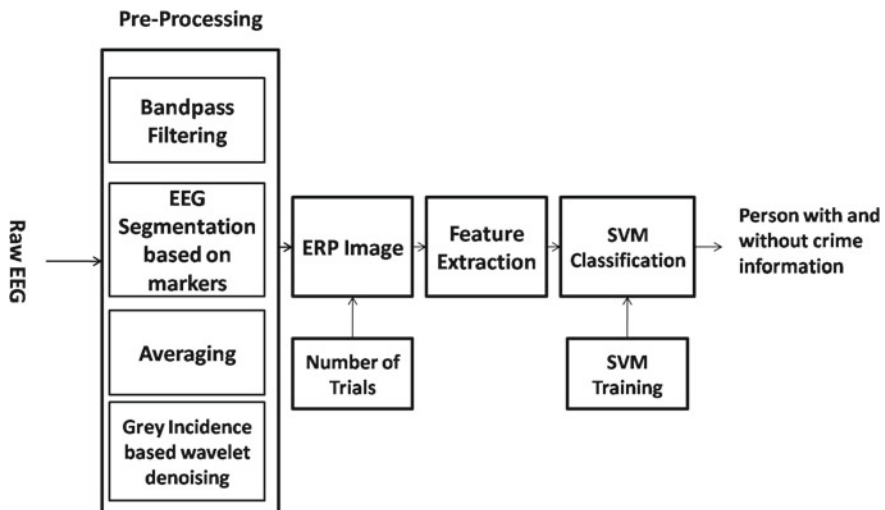 Pre-Processing
Raw EEG
Bandpass
Filtering
EEG
Segmentation
based on
markers
Averaging
Grey Incidence
based wavelet
denoising
ERP Image
Number of
Trials
Feature
Extraction
SVM
Classification
SVM
Training
Person with and
without crime
information